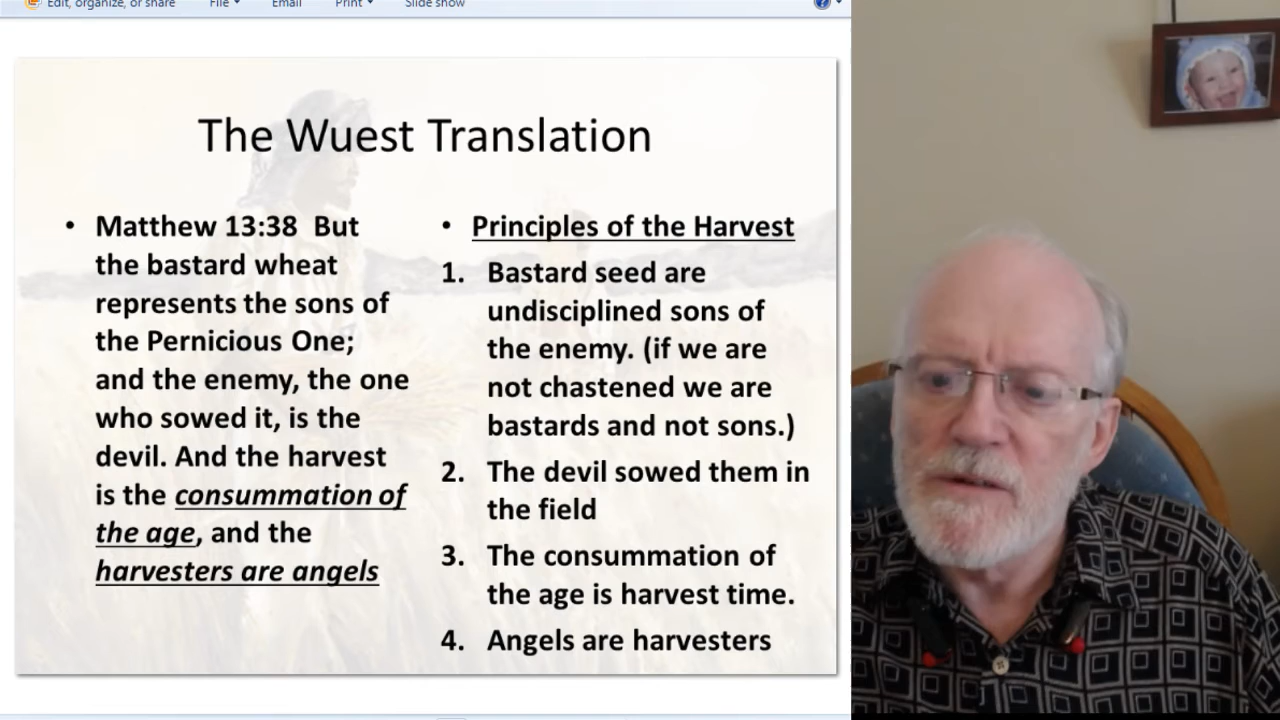 Edit, organize, or share File Email Print Slide show
The Wuest Translation
• Matthew 13:38 But
the bastard wheat
represents the sons of
the Pernicious One;
and the enemy, the one
who sowed it, is the
devil. And the harvest
is the consummation of
the age, and the
harvesters are angels
• Principles of the Harvest
1. Bastard seed are
undisciplined sons of
the enemy. (if we are
not chastened we are
bastards and not sons.)
2. The devil sowed them in
the field
3. The consummation of
the age is harvest time.
4. Angels are harvesters